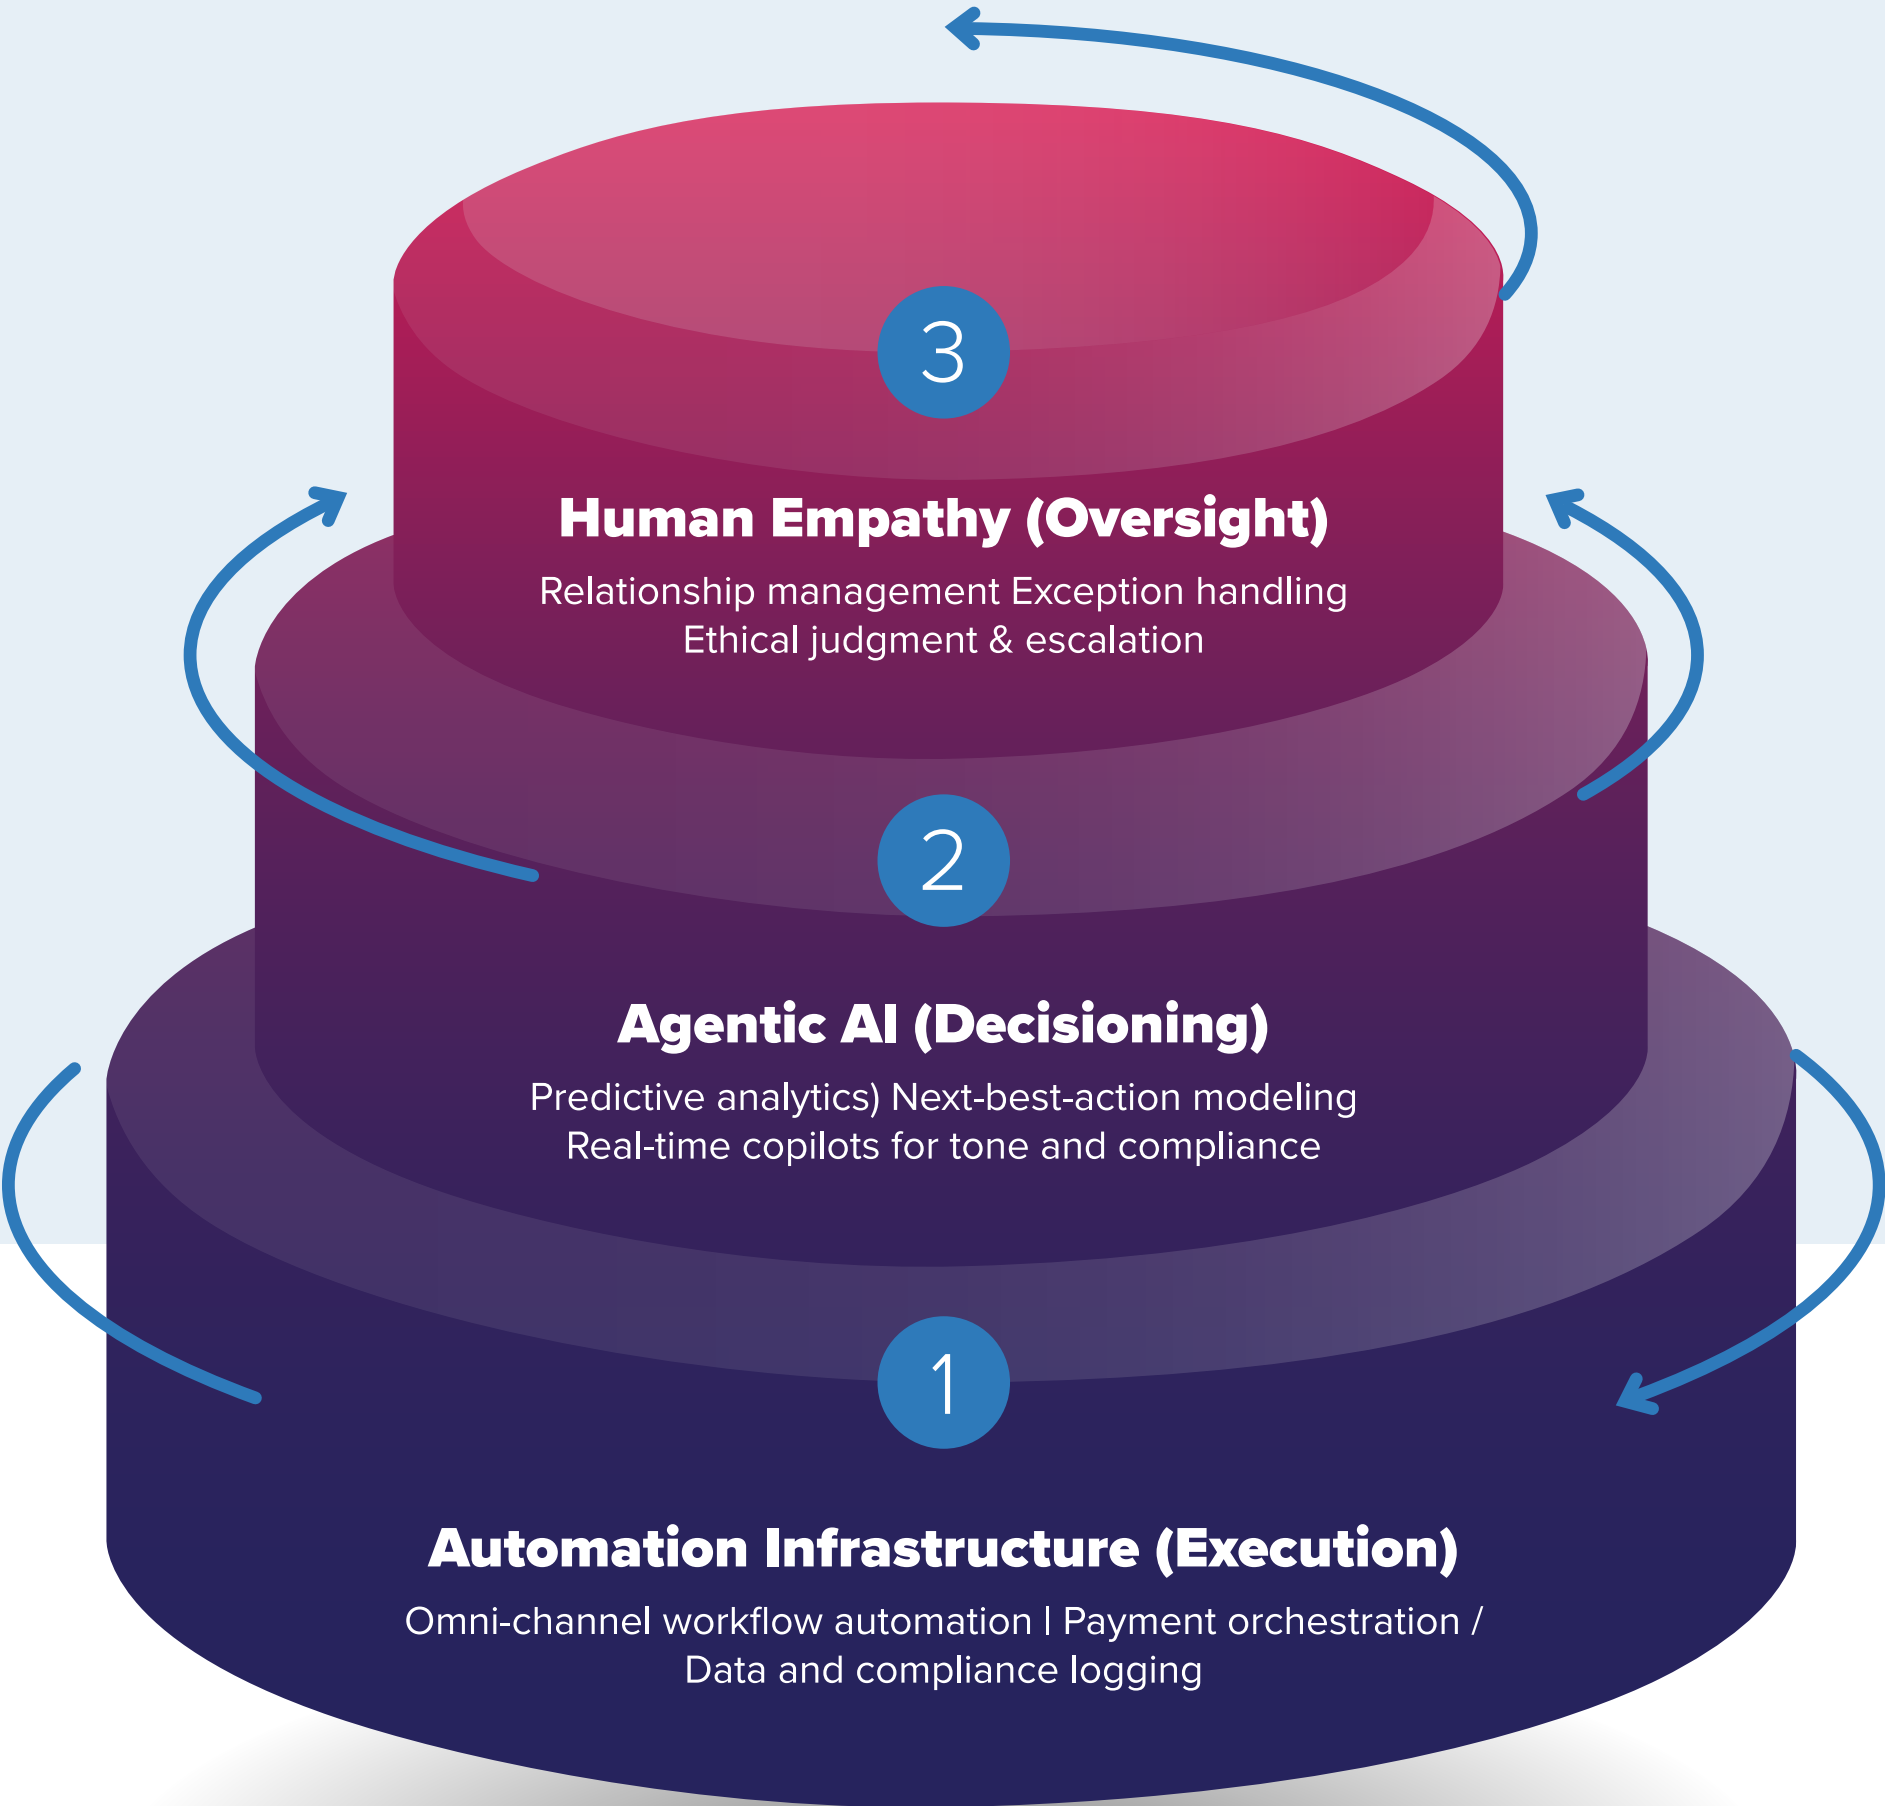 3
Human Empathy (Oversight)
Relationship management Exception handling
Ethical judgment & escalation
2
Agentic AI (Decisioning)
Predictive analytics) Next-best-action modeling
Real-time copilots for tone and compliance
1
Automation Infrastructure (Execution)
Omni-channel workflow automation | Payment orchestration /
Data and compliance logging